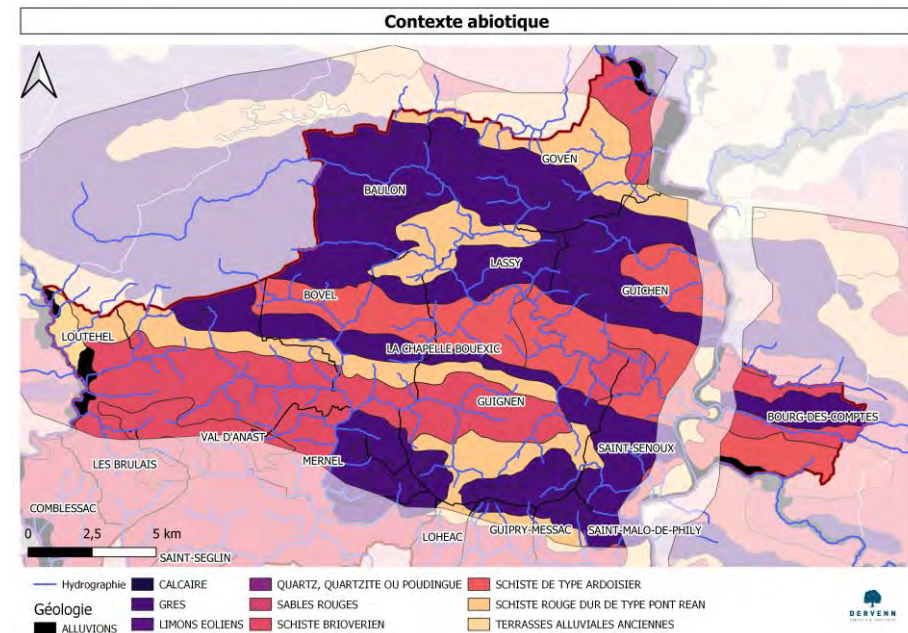 Contexte abiotique
GOVEN
BAULON
LASSY
GUICHEN
BOVEL
LOUTEHEL
LA CHAPELLE BOUEXIC
GUIGNEN
BOURG-DES-COMPTES
VAL D'ANAST
SAINT-SENOUX
LES BRULAIS
MERNEL
COMBLESSAC
GUIPRY-MESSAC
SAINT-MALO-DE-PHILY
LOHEAC
0 2,5 5 km
SAINT-SEGLIN
Hydrographie
Géologie
ALLUVIONS
CALCAIRE
GRES
LIMONS EOLIENS
QUARTZ, QUARTZITE OU POUDINGUE
SABLES ROUGES
SCHISTE BRIOVERIEN
SCHISTE DE TYPE ARDOISIER
SCHISTE ROUGE DUR DE TYPE PONT REAN
TERRASSES ALLUVIALES ANCIENNES
DERVENN